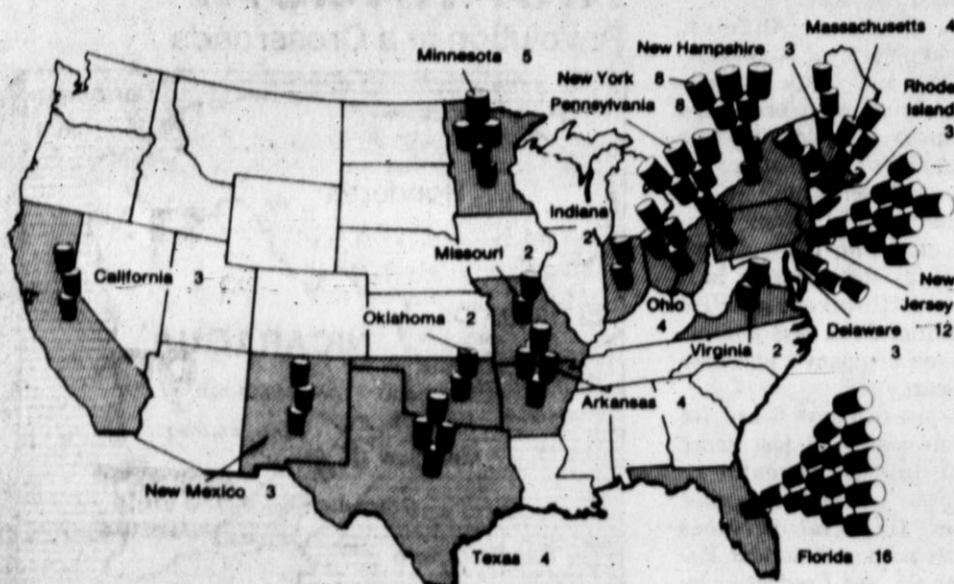 Massachusetts 4
Minnesota 5
New Hampshire 3
New York 8
Pennsylvania 8
Rhode
Island
3
Indiana
2
Missouri 2
California 3
Oklahoma 2
Ohio
4
New
Jersey
12
Delaware
3
Virginia 2
Arkansas 4
New Mexico 3
Texas 4
Florida 16